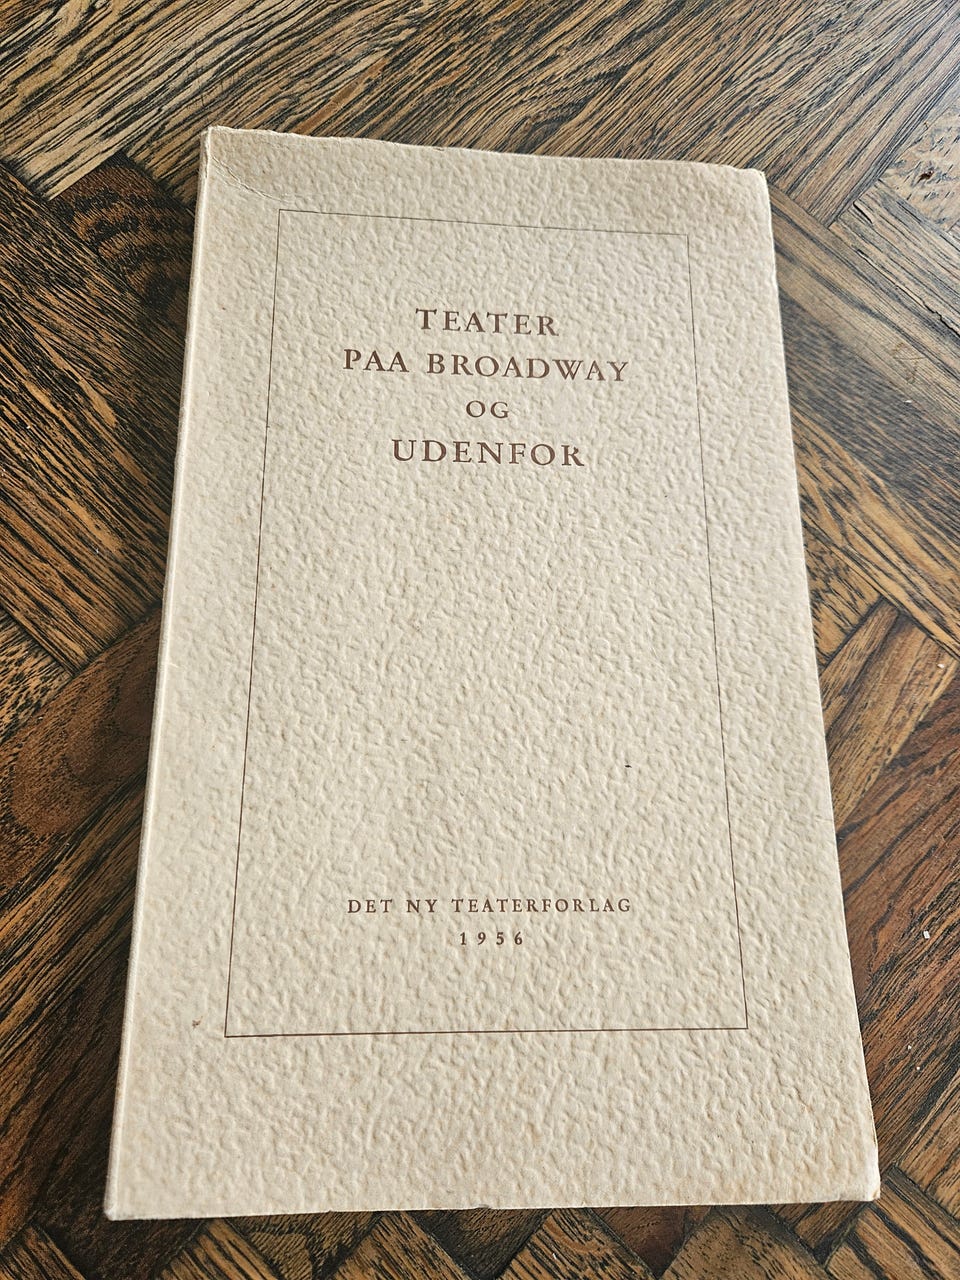 TEATER
PAA BROADWAY
OG
UDENFOR
DET NY TEATERFORLAG
1956